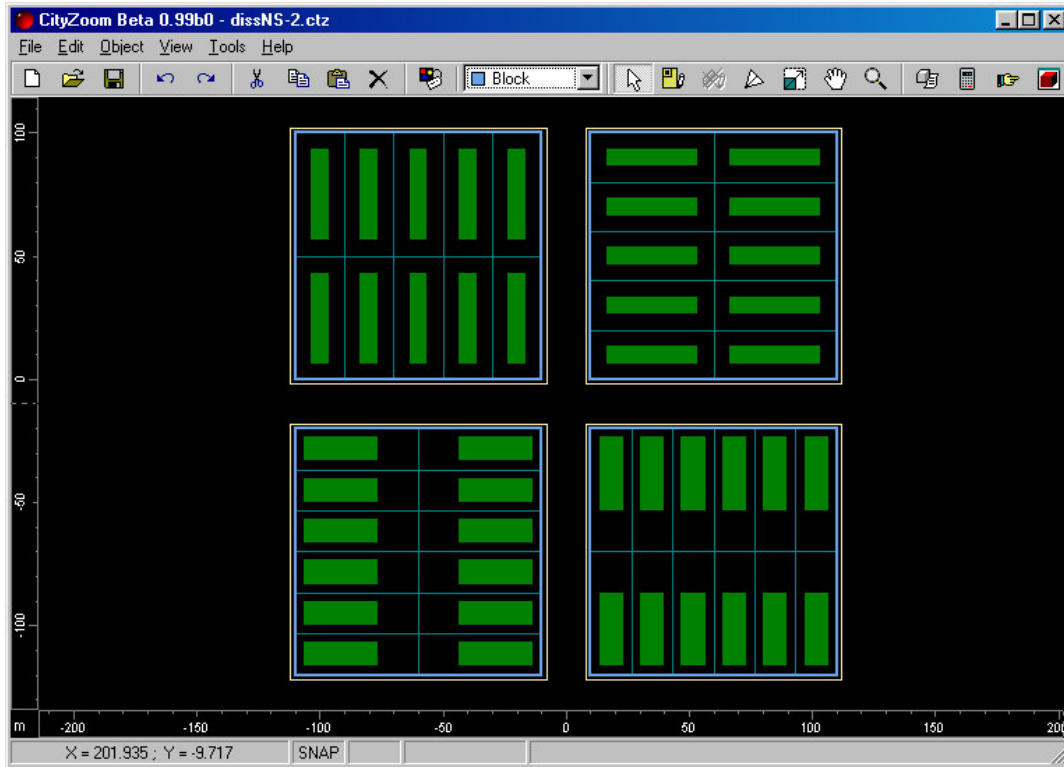 CityZoom Beta 0.99b0 - dissNS-2.ctz
File Edit Object View Tools Help
Block
100
50
0
-50
-100
m -200 -150 -100 -50 0 50 100 150 200
X = 201.935 ; Y = -9.717 SNAP